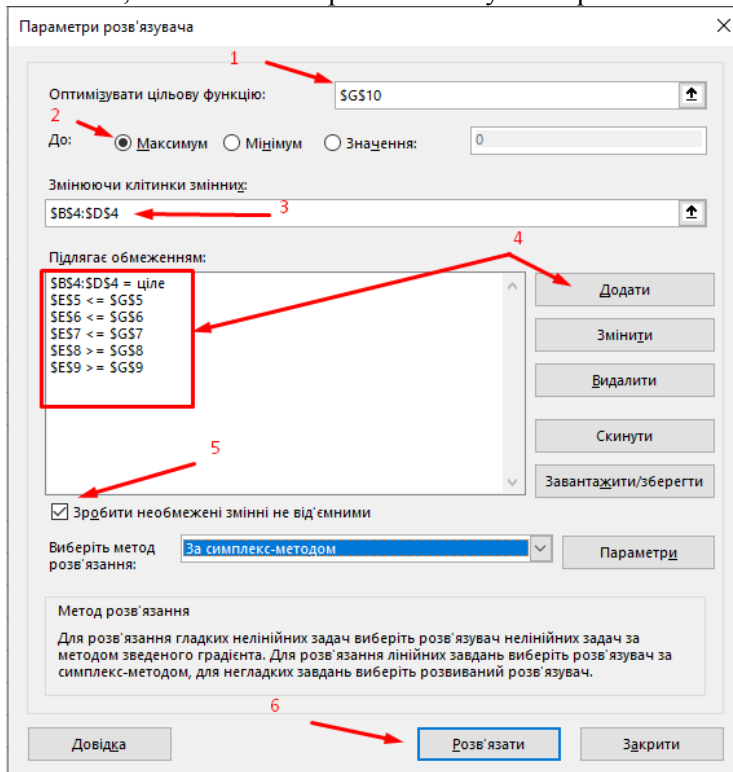 Параметри розв'язувача
1
Оптимізувати цільову функцію: $G$10
2
До: Максимум Мінімум Значення: 0
Змінюючи клітинки змінних:
$B$4:$D$4 3
Підлягає обмеженням: 4
$B$4:$D$4 = ціле
$E$5 <= $G$5
$E$6 <= $G$6
$E$7 <= $G$7
$E$8 >= $G$8
$E$9 >= $G$9
Додати
Змінити
Видалити
Скинути
Завантажити/зберегти
5
Зробити необмежені змінні не від'ємними
Виберіть метод розв'язання: За симплекс-методом Параметри
Метод розв'язання
Для розв'язання гладких нелінійних задач виберіть розв'язувач нелінійних задач за
методом зведеного градієнта. Для розв'язання лінійних завдань виберіть розв'язувач за
симплекс-методом, для негладких завдань виберіть розвиваний розв'язувач.
6
Довідка Розв'язати Закрити